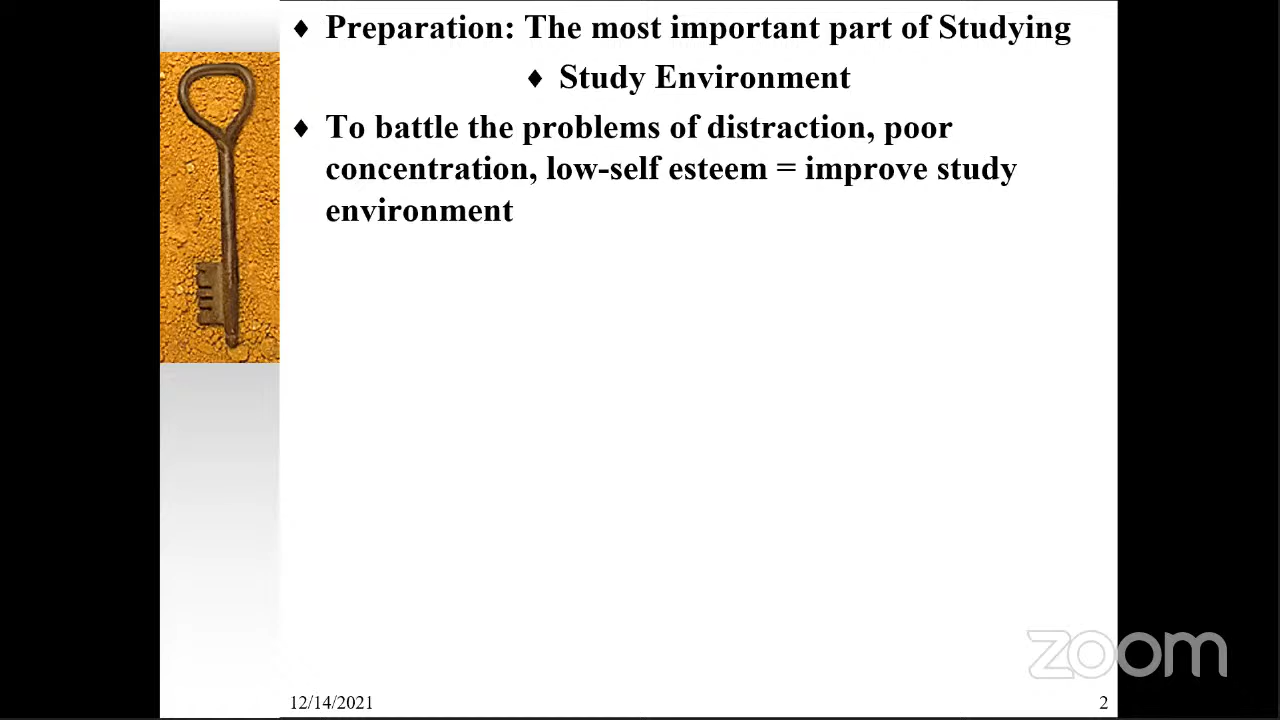 ♦ Preparation: The most important part of Studying
♦ Study Environment
♦ To battle the problems of distraction, poor
concentration, low-self esteem = improve study
environment
zoom
12/14/2021
2